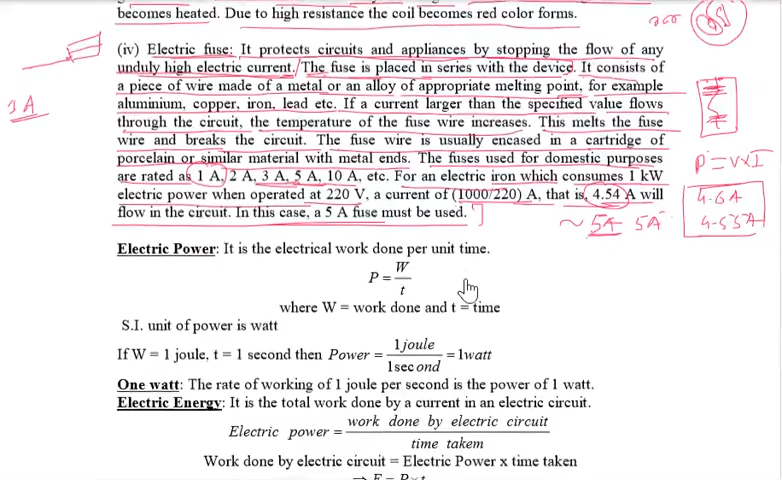 becomes heated. Due to high resistance the coil becomes red color forms.
(iv) Electric fuse: It protects circuits and appliances by stopping the flow of any
unduly high electric current. The fuse is placed in series with the device. It consists of
a piece of wire made of a metal or an alloy of appropriate melting point, for example
1 A
aluminium, copper, iron, lead etc. If a current larger than the specified value flows
through the circuit, the temperature of the fuse wire increases. This melts the fuse
wire and breaks the circuit. The fuse wire is usually encased in a cartridge of
porcelain or similar material with metal ends. The fuses used for domestic purposes
P = V×I
are rated as 1 A, 2 A, 3 A, 5 A, 10 A, etc. For an electric iron which consumes 1 kW
electric power when operated at 220 V, a current of (1000/220) A, that is, 4.54 A will
4.6A
flow in the circuit. In this case, a 5 A fuse must be used.
~ 5A 5A
4.55A
Electric Power: It is the electrical work done per unit time.
P = W/t
where W = work done and t = time
S.I. unit of power is watt
If W = 1 joule, t = 1 second then Power = 1 joule/1 second = 1 watt
One watt: The rate of working of 1 joule per second is the power of 1 watt.
Electric Energy: It is the total work done by a current in an electric circuit.
Electric power = work done by electric circuit/time takem
Work done by electric circuit = Electric Power x time taken